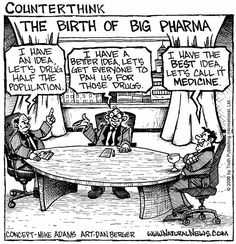 COUNTERTHINK
THE BIRTH OF BIG PHARMA
I HAVE
AN IDEA,
LET'S DRUG
HALF THE
POPULATION.
I HAVE A
BETER IDEA, LET'S
GET EVERYONE TO
PAY US FOR
THOSE DRUGS.
I HAVE
THE BEST
IDEA, LET'S
CALL IT
MEDICINE.
© 2008 by Truth Publishing International, Ltd.
CONCEPT-MIKE ADAMS ART-DAN BERGER
WWW.NATURALNEWS.COM